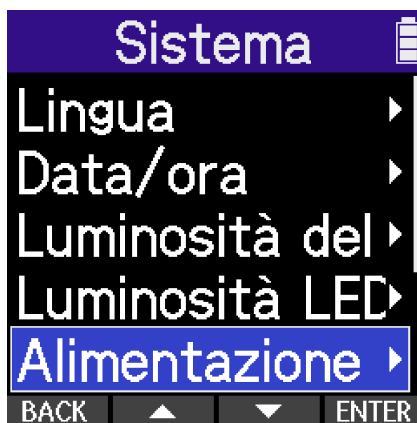 Sistema
Lingua
Data/ora
Luminosità del
Luminosità LED
Alimentazione
BACK ENTER